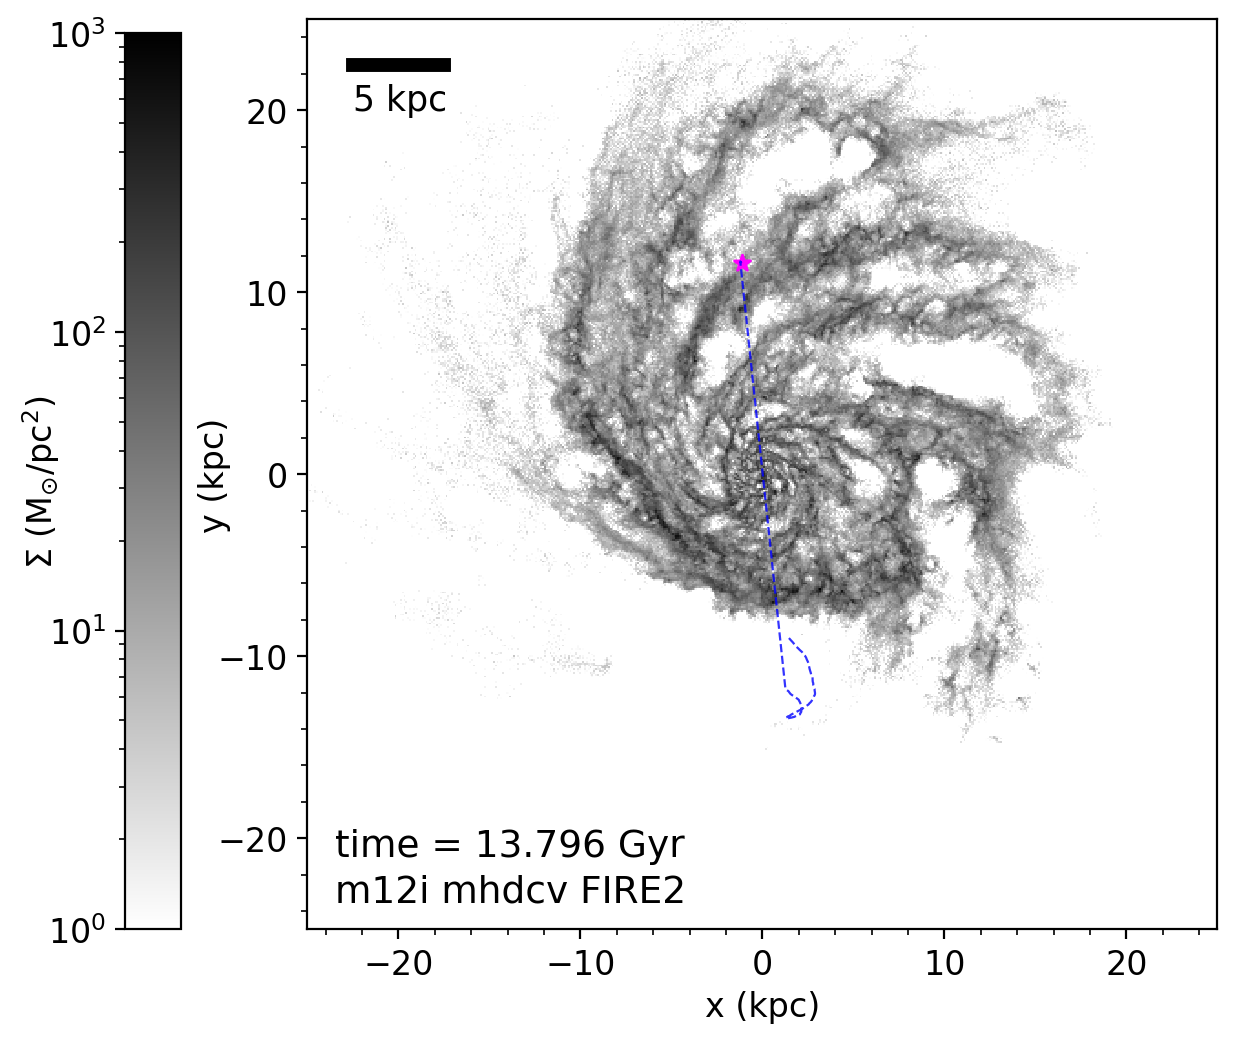 10³
10²
10¹
10⁰
Σ (M⊙/pc²)
20
10
0
−10
−20
y (kpc)
5 kpc
time = 13.796 Gyr
m12i mhdcv FIRE2
−20 −10 0 10 20
x (kpc)